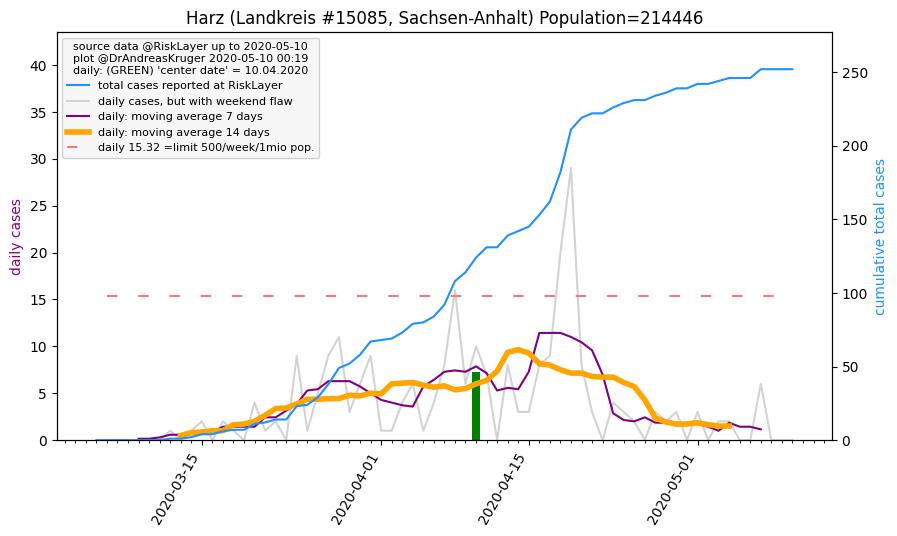 Harz (Landkreis #15085, Sachsen-Anhalt) Population=214446
source data @RiskLayer up to 2020-05-10
plot @DrAndreasKruger 2020-05-10 00:19
daily: (GREEN) 'center date' = 10.04.2020
total cases reported at RiskLayer
daily cases, but with weekend flaw
daily: moving average 7 days
daily: moving average 14 days
daily 15.32 =limit 500/week/1mio pop.
daily cases
40
35
30
25
20
15
10
5
0
cumulative total cases
250
200
150
100
50
0
2020-03-15
2020-04-01
2020-04-15
2020-05-01